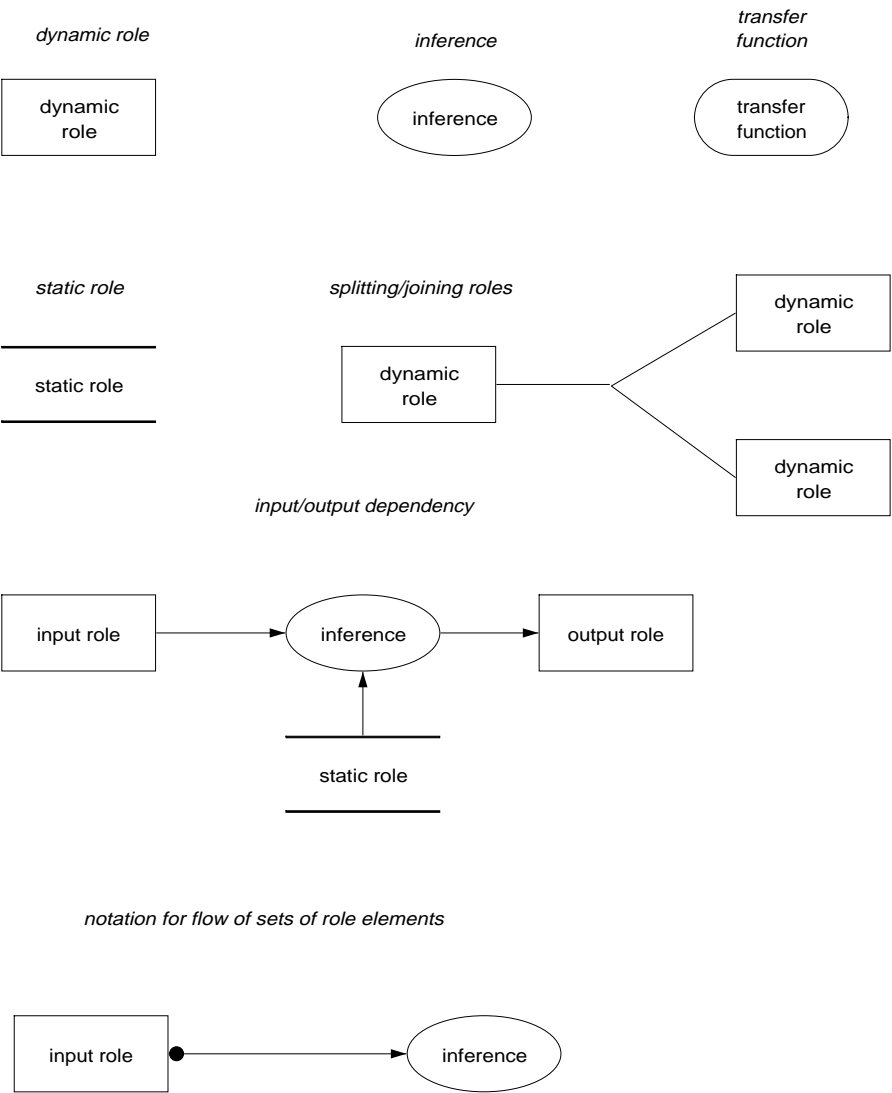 dynamic role
inference
transfer
function
dynamic
role
inference
transfer
function
static role
splitting/joining roles
static role
dynamic
role
dynamic
role
dynamic
role
input/output dependency
input role
inference
output role
static role
notation for flow of sets of role elements
input role
inference